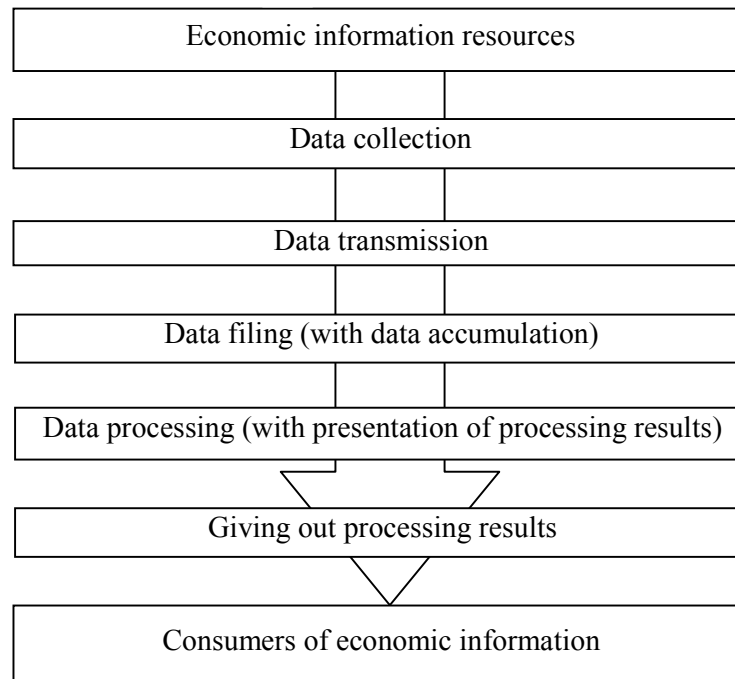 Economic information resources
Data collection
Data transmission
Data filing (with data accumulation)
Data processing (with presentation of processing results)
Giving out processing results
Consumers of economic information